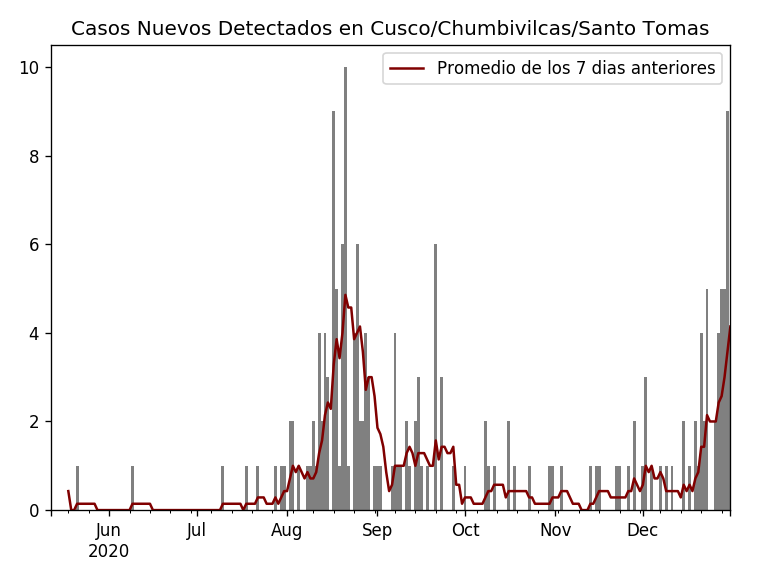 Casos Nuevos Detectados en Cusco/Chumbivilcas/Santo Tomas
Promedio de los 7 dias anteriores
10
8
6
4
2
0
Jun Jul Aug Sep Oct Nov Dec
2020